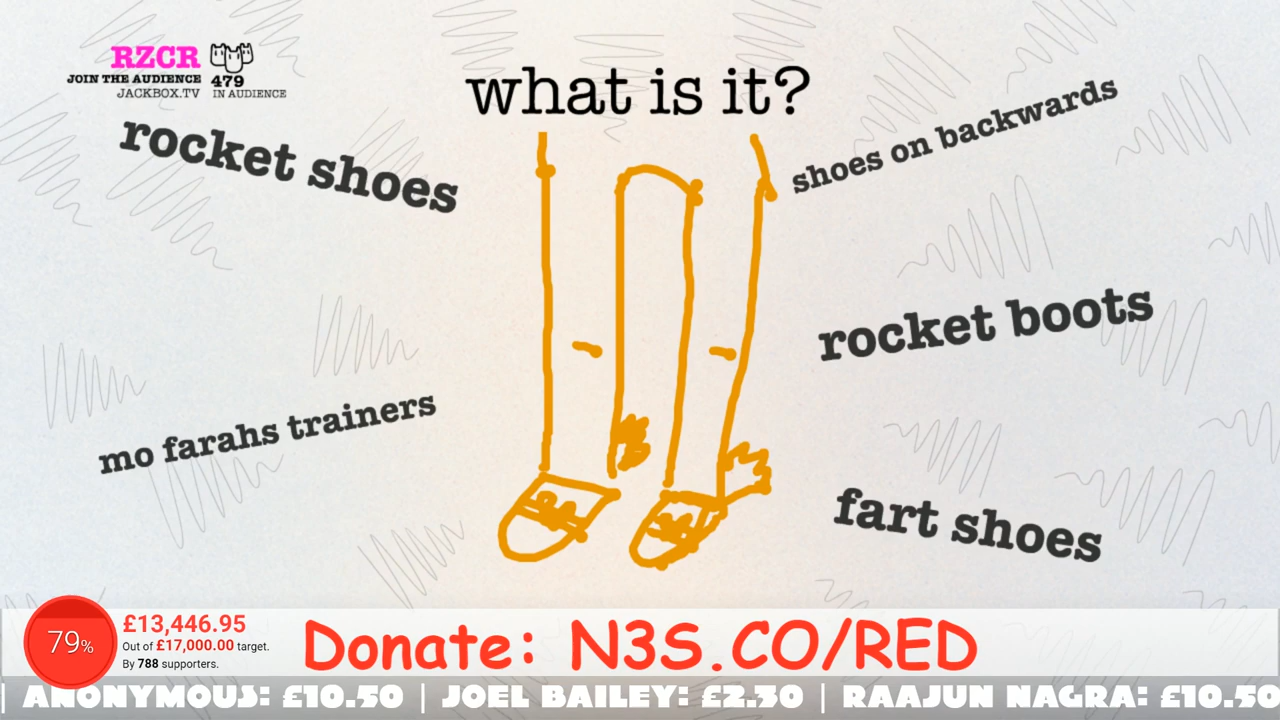 RZCR
JOIN THE AUDIENCE
JACKBOX.TV
479
IN AUDIENCE
what is it?
rocket shoes
shoes on backwards
rocket boots
mo farahs trainers
fart shoes
79%
£13,446.95
Out of £17,000.00 target.
By 788 supporters.
Donate: N3S.CO/RED
| ANONYMOUS: £10.50 | JOEL BAILEY: £2.30 | RAAJUN NAGRA: £10.50